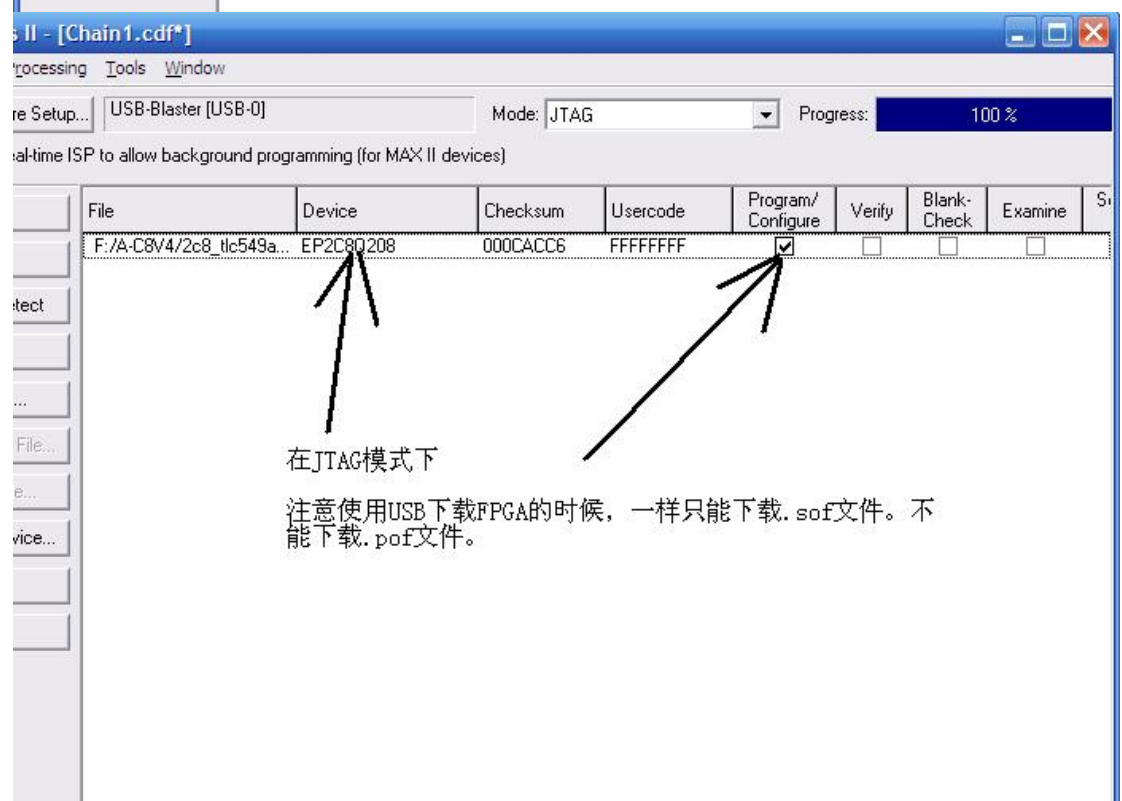 s II - [Chain1.cdf*]
Processing Tools Window
re Setup... USB-Blaster [USB-0] Mode: JTAG Progress: 100 %
eal-time ISP to allow background programming (for MAX II devices)
File Device Checksum Usercode Program/ Configure Verify Blank- Check Examine
F:/A-C8V4/2c8_tlc549a... EP2C8Q208 000CACC6 FFFFFFFF
etect
...
File...
e...
vice...
在JTAG模式下
注意使用USB下载FPGA的时候，一样只能下载.sof文件。不
能下载.pof文件。